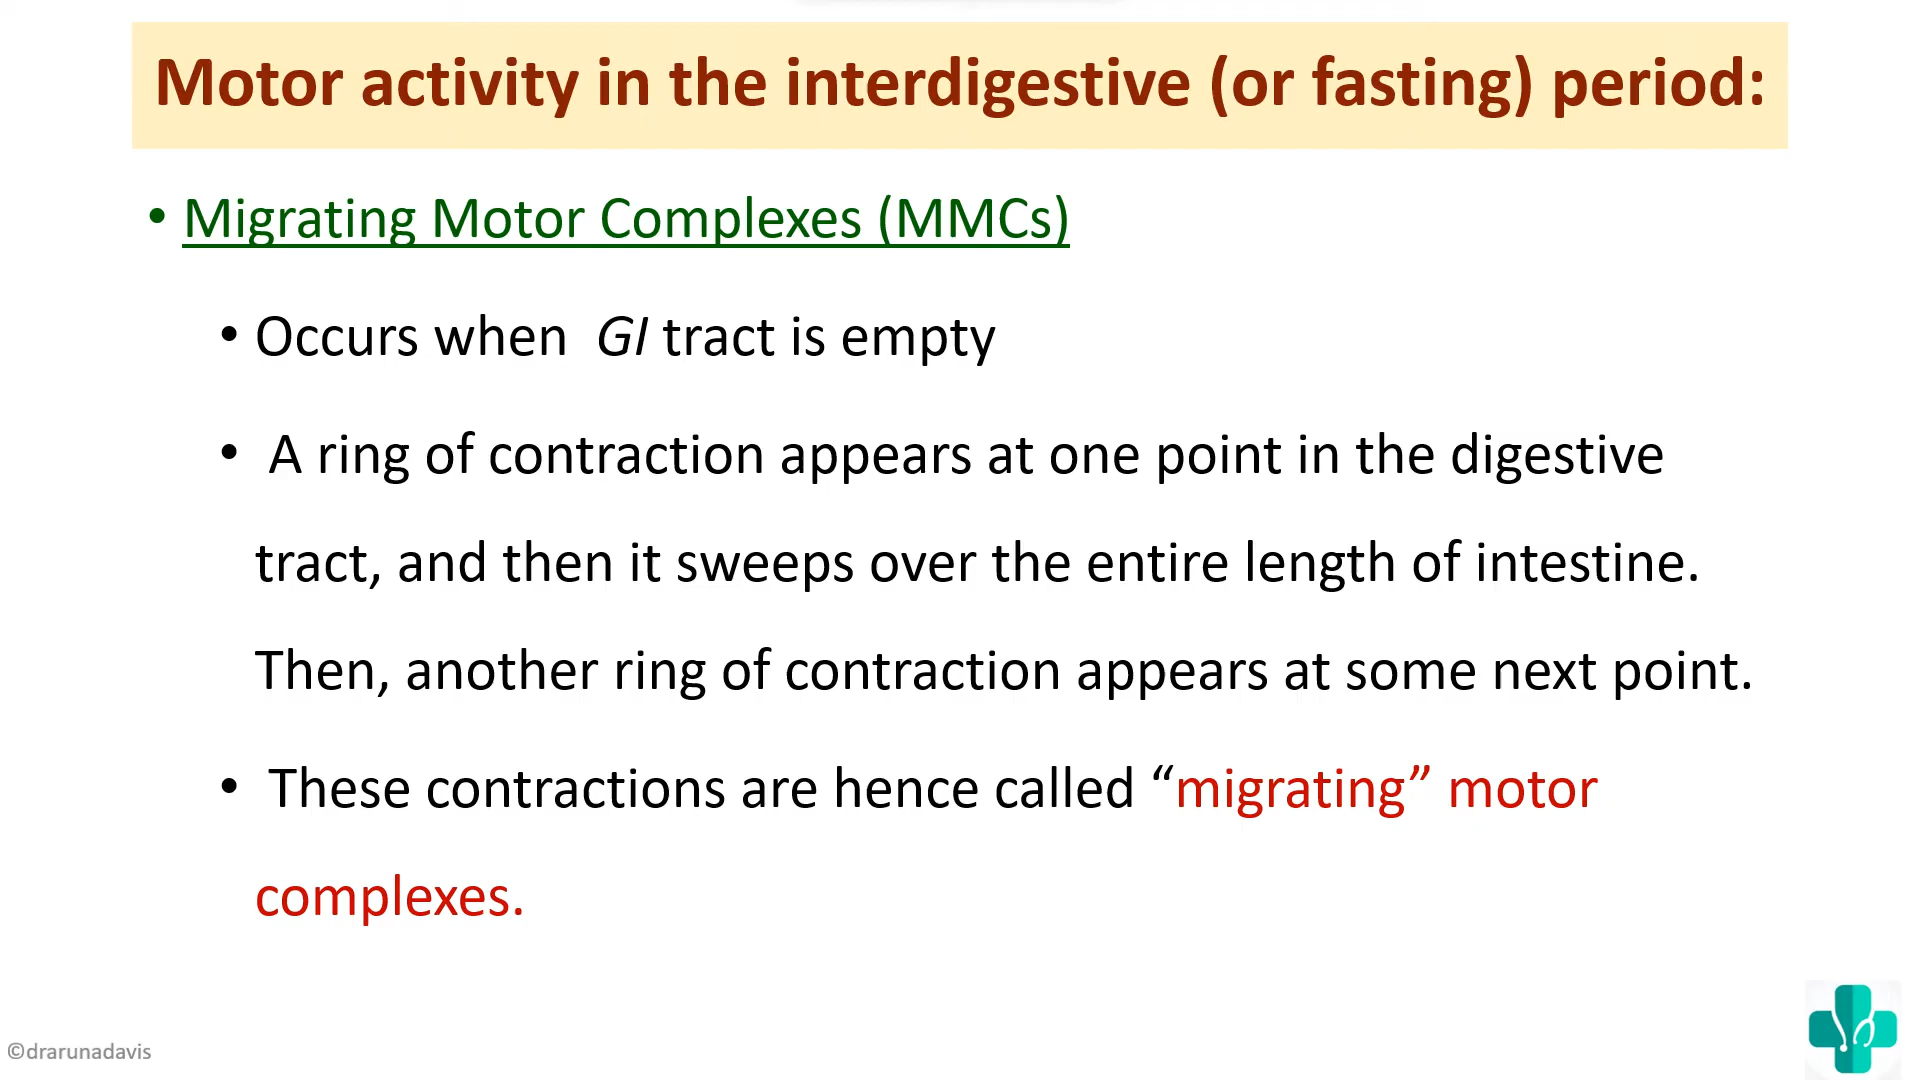 Motor activity in the interdigestive (or fasting) period:
• Migrating Motor Complexes (MMCs)
• Occurs when GI tract is empty
• A ring of contraction appears at one point in the digestive
tract, and then it sweeps over the entire length of intestine.
Then, another ring of contraction appears at some next point.
• These contractions are hence called “migrating” motor
complexes.
©drarunadavis